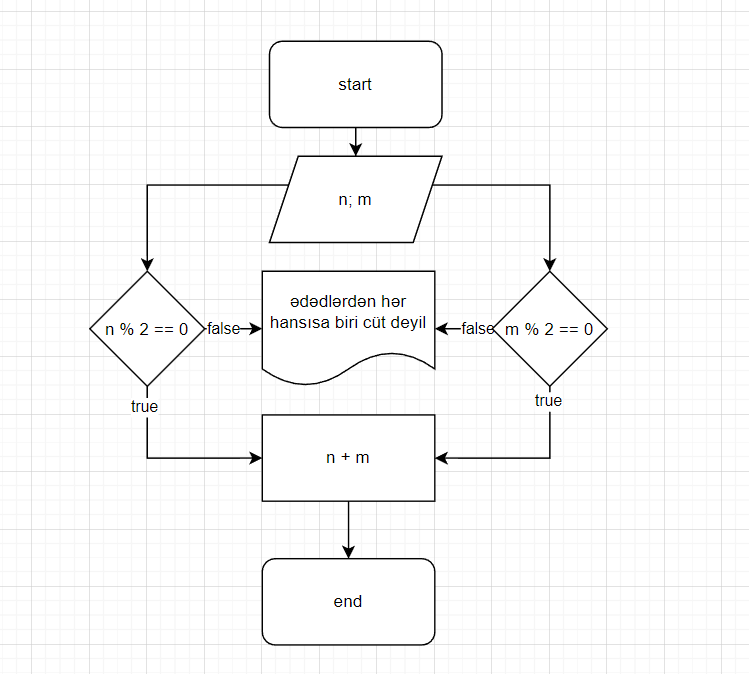 start
n; m
n % 2 == 0
false
ədədlərdən hər
hansısa biri cüt deyil
false
m % 2 == 0
true
true
n + m
end